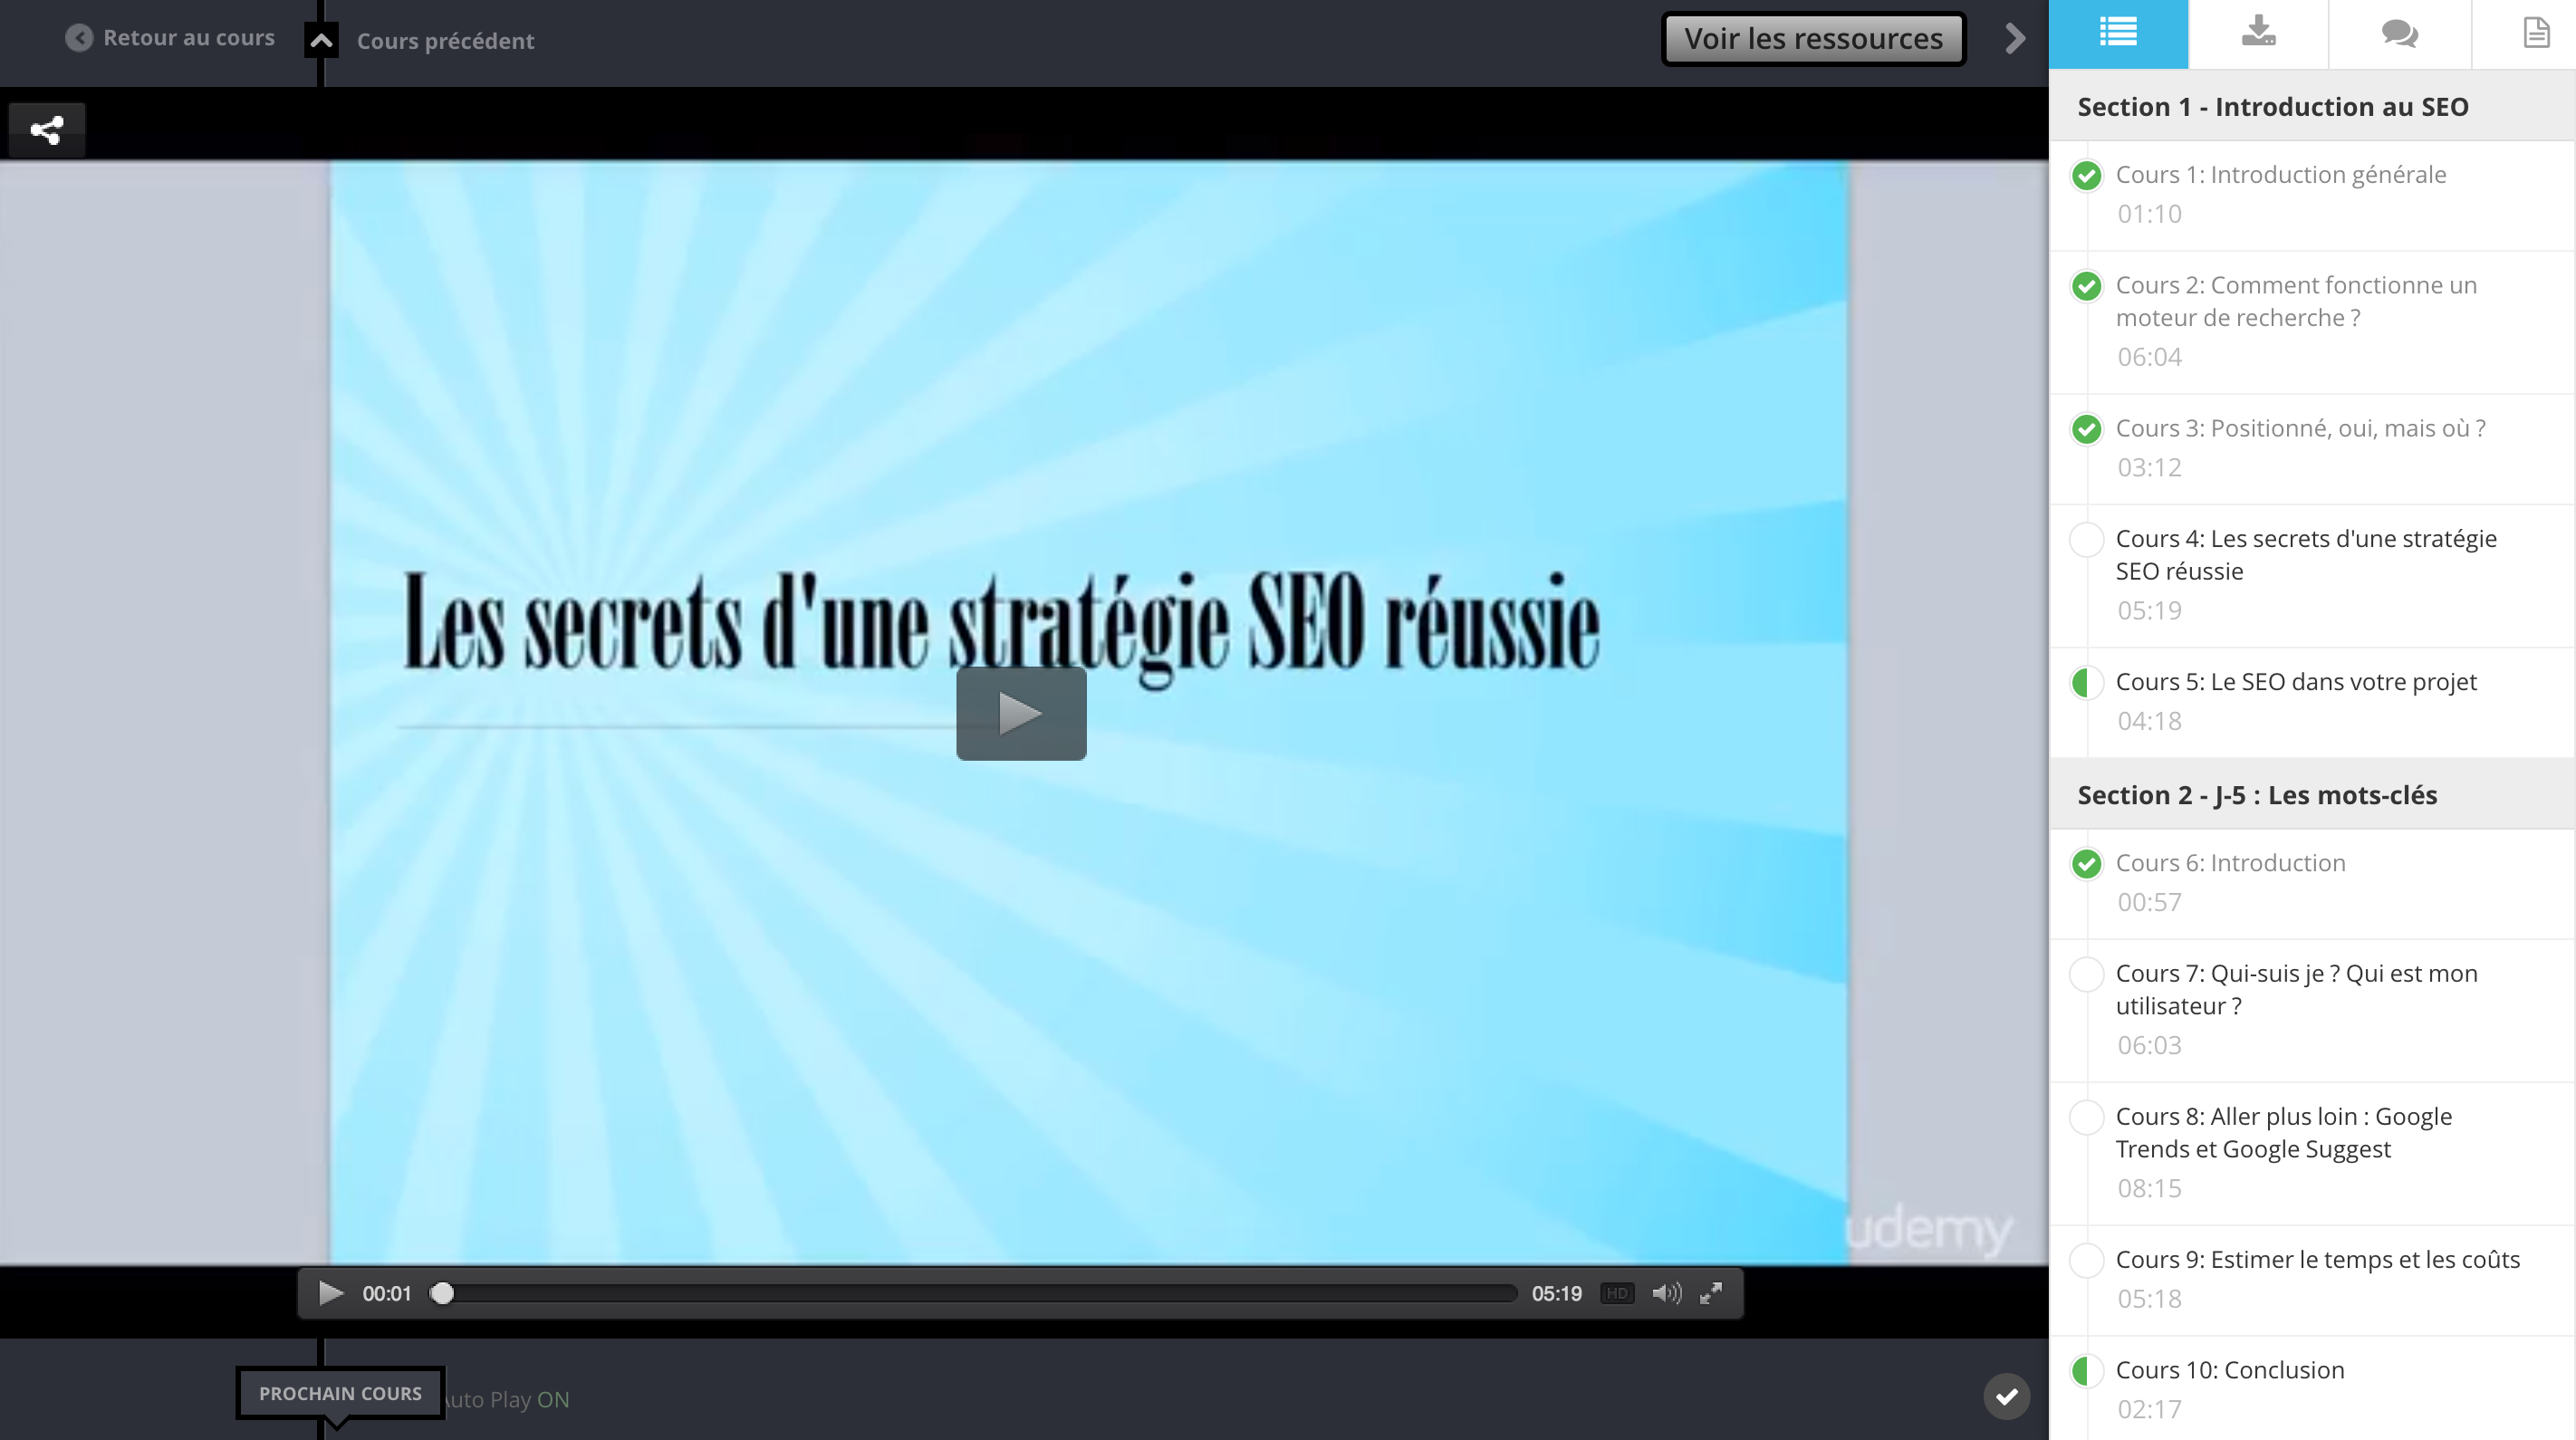 Retour au cours
Cours précédent
Voir les ressources
Les secrets d'une stratégie SEO réussie
udemy
00:01
05:19
HD
PROCHAIN COURS
Auto Play ON
Section 1 - Introduction au SEO
Cours 1: Introduction générale
01:10
Cours 2: Comment fonctionne un
moteur de recherche ?
06:04
Cours 3: Positionné, oui, mais où ?
03:12
Cours 4: Les secrets d'une stratégie
SEO réussie
05:19
Cours 5: Le SEO dans votre projet
04:18
Section 2 - J-5 : Les mots-clés
Cours 6: Introduction
00:57
Cours 7: Qui-suis je ? Qui est mon
utilisateur ?
06:03
Cours 8: Aller plus loin : Google
Trends et Google Suggest
08:15
Cours 9: Estimer le temps et les coûts
05:18
Cours 10: Conclusion
02:17